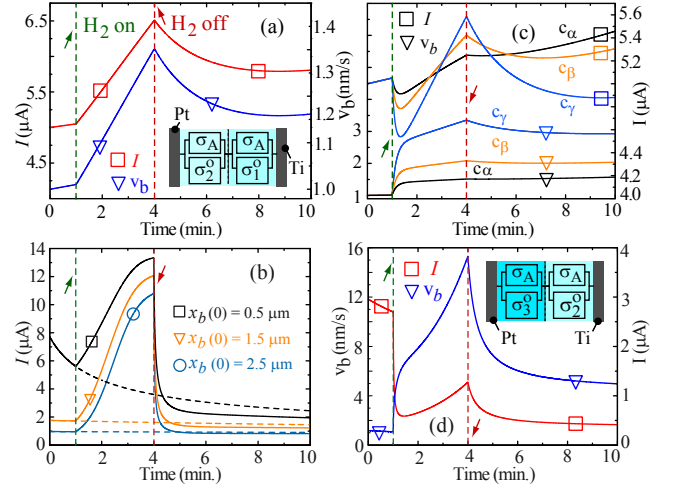 6.5
5.5
4.5
I (μA)
H2 on
H2 off
(a)
1.4
1.3
1.2
1.1
1.0
Pt
σA
σA
σ2o
σ1o
Ti
I
vb
0 2 4 6 8 10
Time (min.)
(c)
I
vb
cα
cβ
cγ
cγ
cβ
cα
7
6
5
4
3
2
1
vb(nm/s)
5.6
5.4
5.2
4.6
4.4
4.2
4.0
I (μA)
0 2 4 6 8 10
Time (min.)
14
12
10
8
6
4
2
0
I (μA)
(b)
xb(0) = 0.5 μm
xb(0) = 1.5 μm
xb(0) = 2.5 μm
0 2 4 6 8 10
Time (min.)
16
12
8
4
0
vb(nm/s)
I
vb
σA
σA
σ3o
σ2o
Pt
Ti
(d)
4
3
2
1
0
I (μA)
0 2 4 6 8 10
Time (min.)